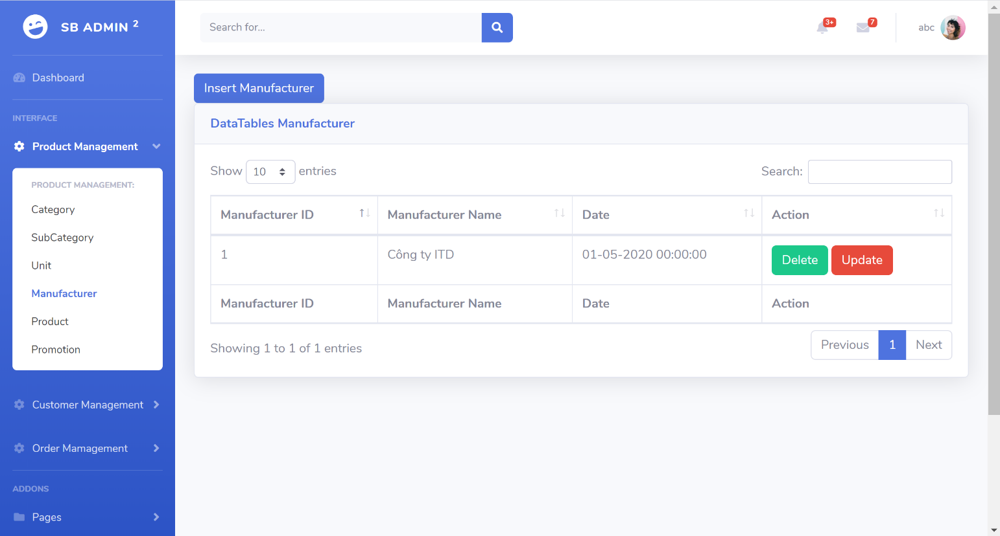 SB ADMIN 2
Search for...
3+
7
abc
Dashboard
INTERFACE
Product Management
PRODUCT MANAGEMENT:
Category
SubCategory
Unit
Manufacturer
Product
Promotion
Customer Management
Order Mamagement
ADDONS
Pages
Insert Manufacturer
DataTables Manufacturer
Show 10 entries
Search:
Manufacturer ID Manufacturer Name Date Action
1 Công ty ITD 01-05-2020 00:00:00 Delete Update
Manufacturer ID Manufacturer Name Date Action
Showing 1 to 1 of 1 entries
Previous 1 Next